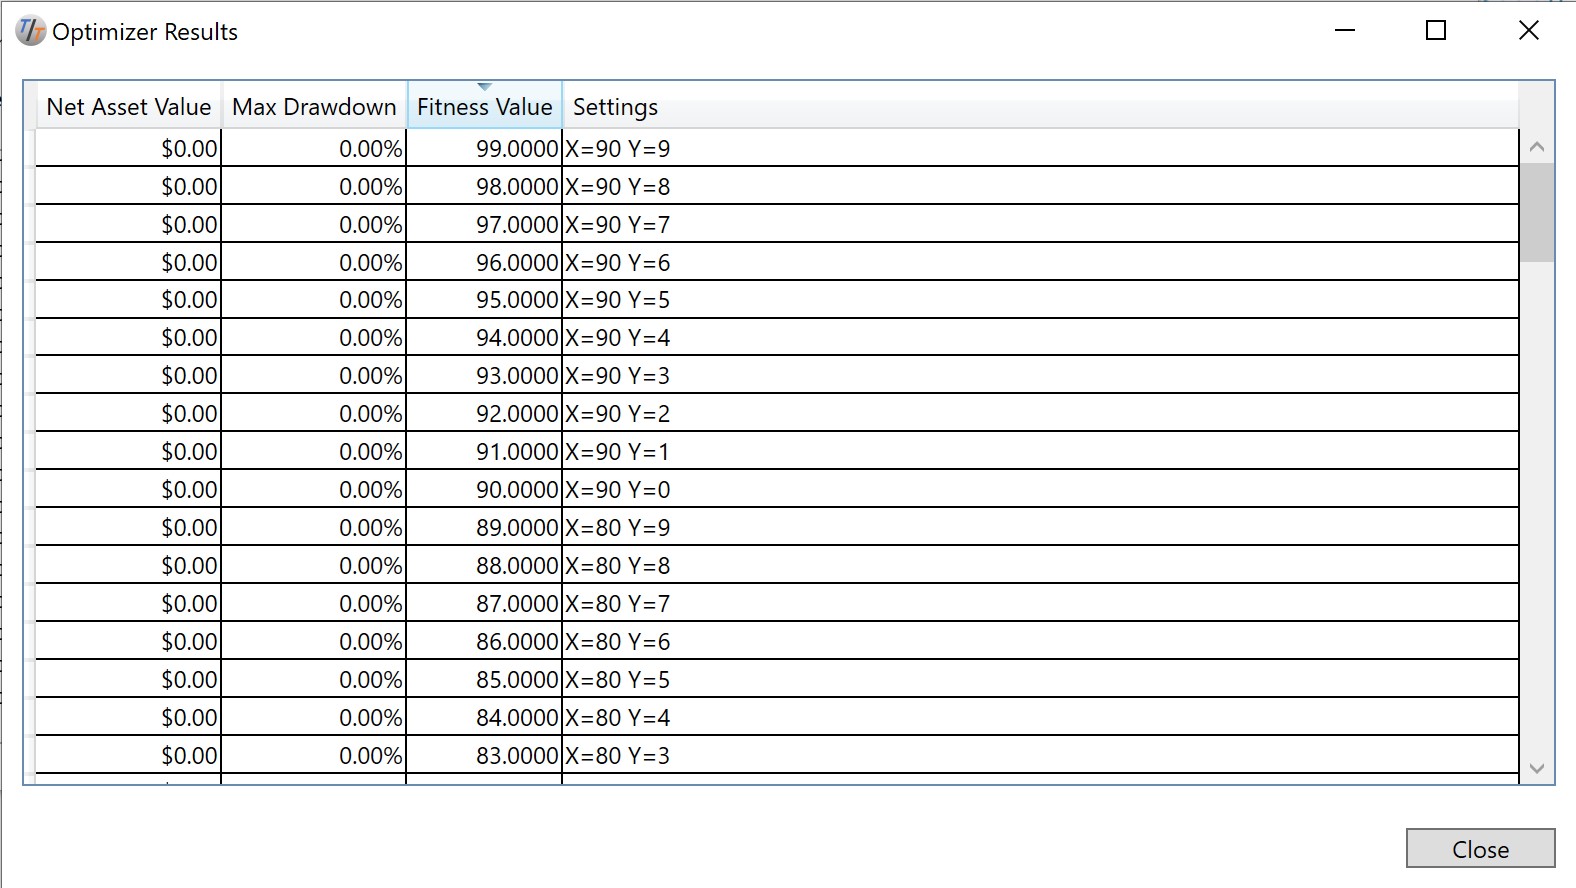 Optimizer Results
Net Asset Value Max Drawdown Fitness Value Settings
$0.00 0.00% 99.0000 X=90 Y=9
$0.00 0.00% 98.0000 X=90 Y=8
$0.00 0.00% 97.0000 X=90 Y=7
$0.00 0.00% 96.0000 X=90 Y=6
$0.00 0.00% 95.0000 X=90 Y=5
$0.00 0.00% 94.0000 X=90 Y=4
$0.00 0.00% 93.0000 X=90 Y=3
$0.00 0.00% 92.0000 X=90 Y=2
$0.00 0.00% 91.0000 X=90 Y=1
$0.00 0.00% 90.0000 X=90 Y=0
$0.00 0.00% 89.0000 X=80 Y=9
$0.00 0.00% 88.0000 X=80 Y=8
$0.00 0.00% 87.0000 X=80 Y=7
$0.00 0.00% 86.0000 X=80 Y=6
$0.00 0.00% 85.0000 X=80 Y=5
$0.00 0.00% 84.0000 X=80 Y=4
$0.00 0.00% 83.0000 X=80 Y=3
Close